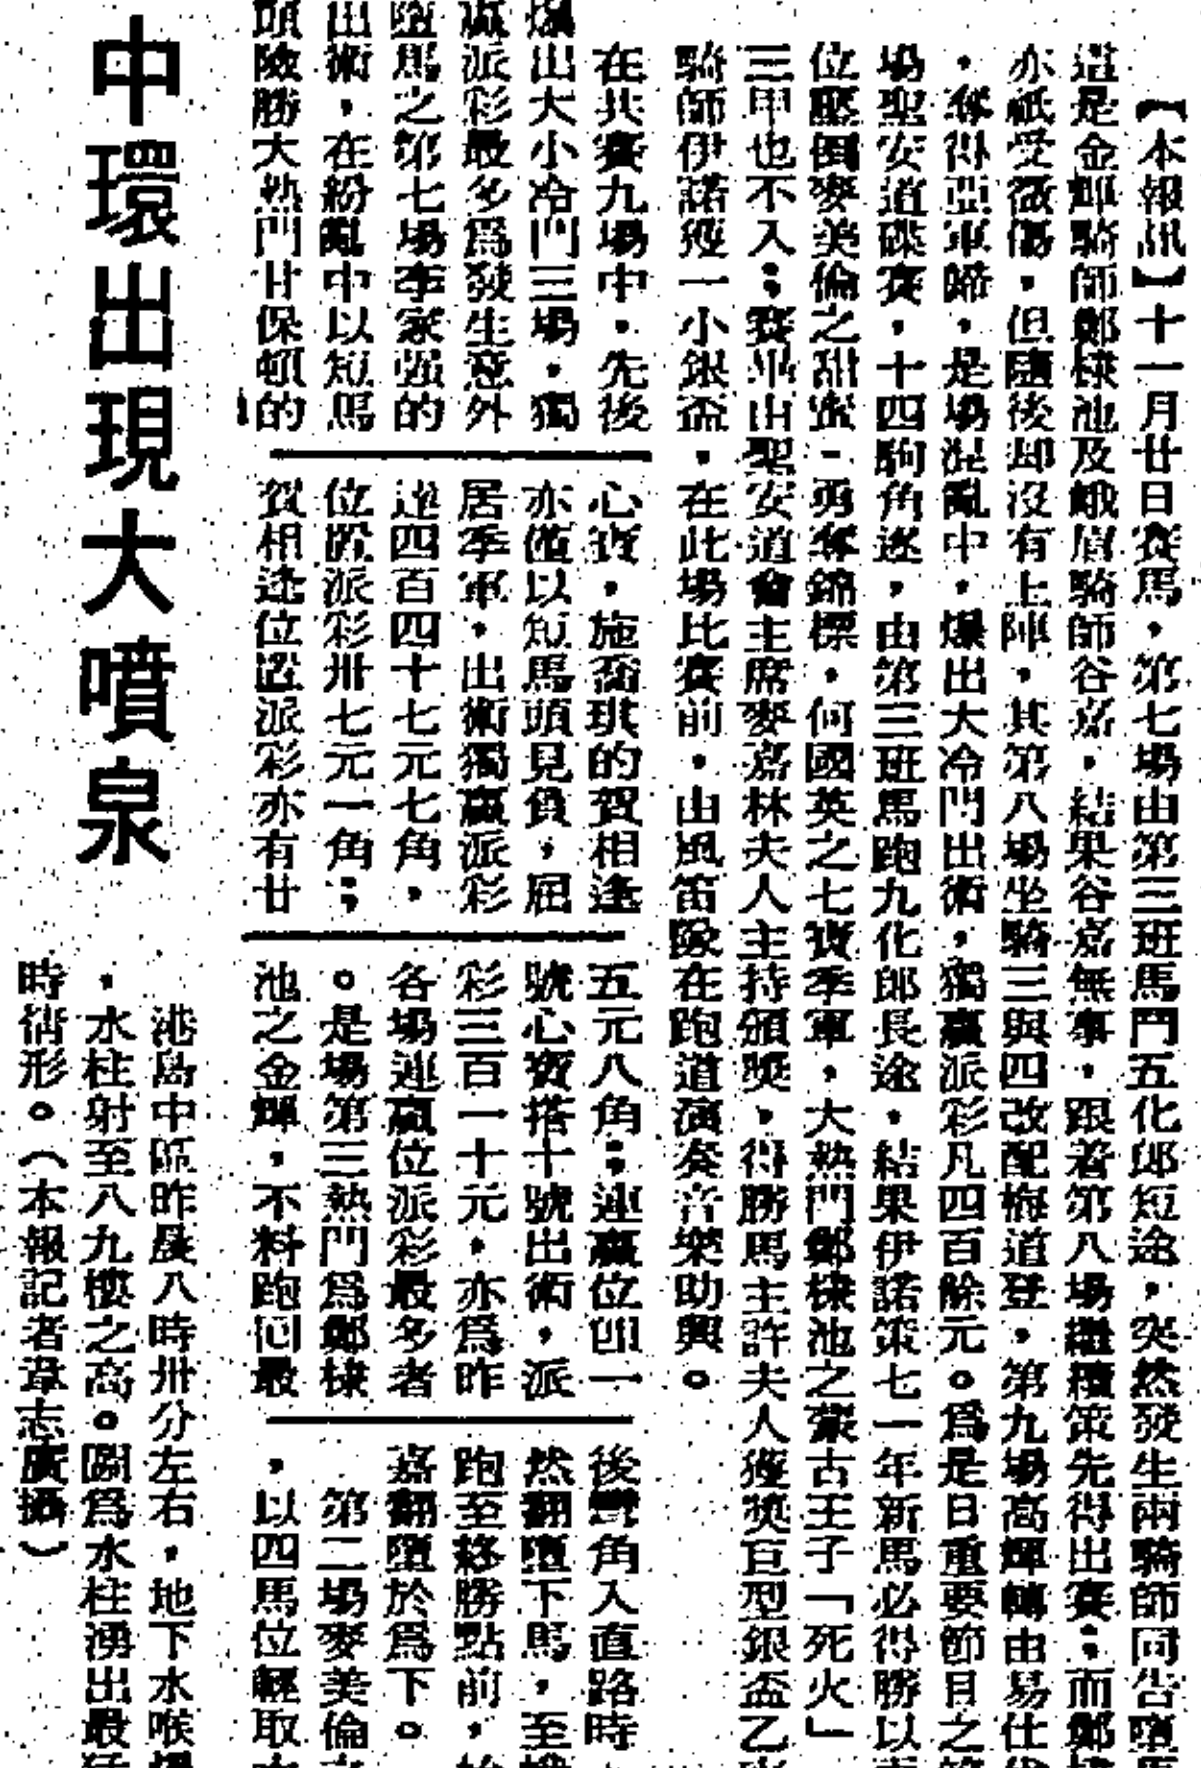 【本報訊】十一月廿日賽馬，第七場由第三班馬鬥五化郎短途，突然發生兩騎師同告墮馬
這是金輝騎師鄭棣池及峨眉騎師谷嘉，結果谷嘉無事，跟着第八場繼續策先得出賽；而鄭棣
亦祇受微傷，但墮後却沒有上陣，其第八場坐騎三與四改配梅道登，第九場高輝轉由易仕
，奪得亞軍歸，是場混亂中，爆出大冷門出術，獨贏派彩凡四百餘元。爲是日重要節目之
場聖安道碟賽，十四駒角逐，由第三班馬跑九化郎長途，結果伊諾策七一年新馬必得勝以
位壓倒麥美倫之甜蜜，勇奪錦標，何國英之七寶季軍，大熱門鄭棣池之蒙古王子「死火」
三甲也不入；賽畢由聖安道會主席麥嘉林夫人主持頒獎，得勝馬主許夫人獲獎巨型銀盃乙
騎師伊諾獲一小銀盃，在此場比賽前，由風笛隊在跑道演奏音樂助興。
在共賽九場中，先後
爆出大小冷門三場，獨
贏派彩最多爲發生意外
墮馬之第七場李家强的
出術，在紛亂中以短馬
頭險勝大熱門甘保頓的
心寶，施喬琪的賀相逢
亦僅以短馬頭見負，屈
居季軍，出術獨贏派彩
達四百四十七元七角，
位置派彩卅七元一角；
賀相逢位置派彩亦有廿
五元八角；連贏位凹一
號心寶搭十號出術，派
彩三百一十元，亦爲昨
各場連贏位派彩最多者
。是場第三熱門爲鄭棣
池之金輝，不料跑回最
後彎角入直路時
然翻墮下馬，至
跑至終勝點前，
嘉翻墮於爲下。
第二場麥美倫
，以四馬位輕取
中環出現大噴泉
港島中區昨晨八時卅分左右，地下水喉爆
，水柱射至八九樓之高。圖爲水柱湧出最猛
時情形。（本報記者韋志廣攝）